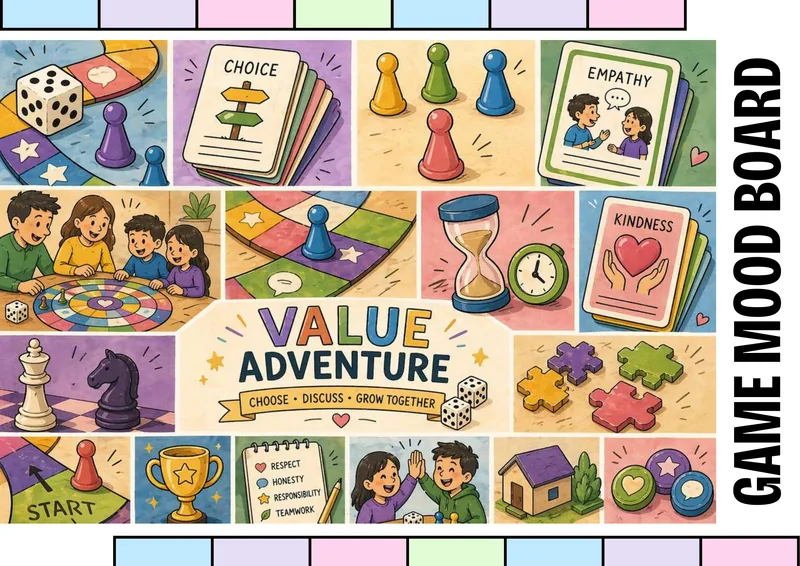 CHOICE
EMPATHY
KINDNESS
VALUE
ADVENTURE
CHOOSE • DISCUSS • GROW TOGETHER
START
RESPECT
HONESTY
RESPONSIBILITY
TEAMWORK
GAME MOOD BOARD